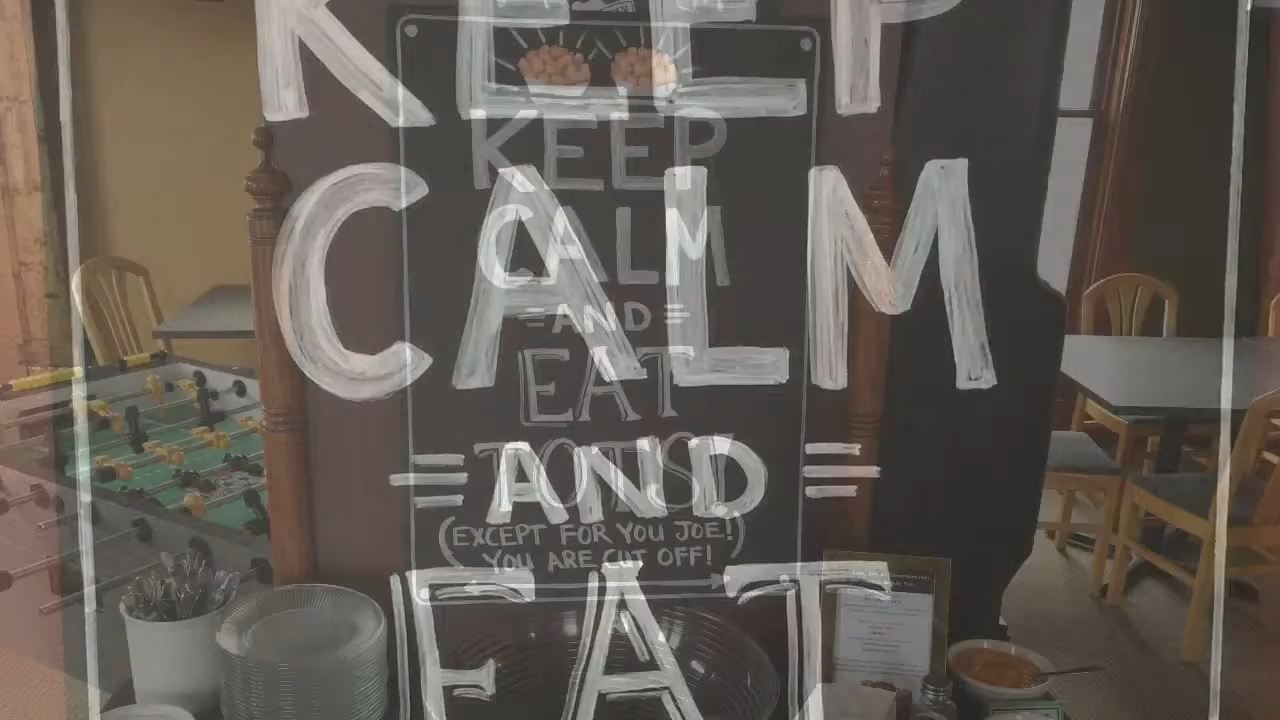 KEEP
CALM
=AND=
EAT
KEEP
CALM
=AND=
EAT
TOTS!
(EXCEPT FOR YOU JOE!)
YOU ARE CUT OFF!